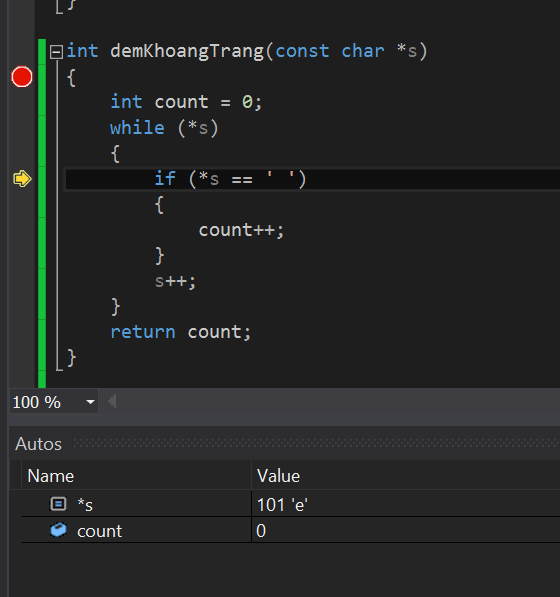 }
int demKhoangTrang(const char *s)
{
int count = 0;
while (*s)
{
if (*s == ' ')
{
count++;
}
s++;
}
return count;
}
100 %
Autos
Name Value
*s 101 'e'
count 0